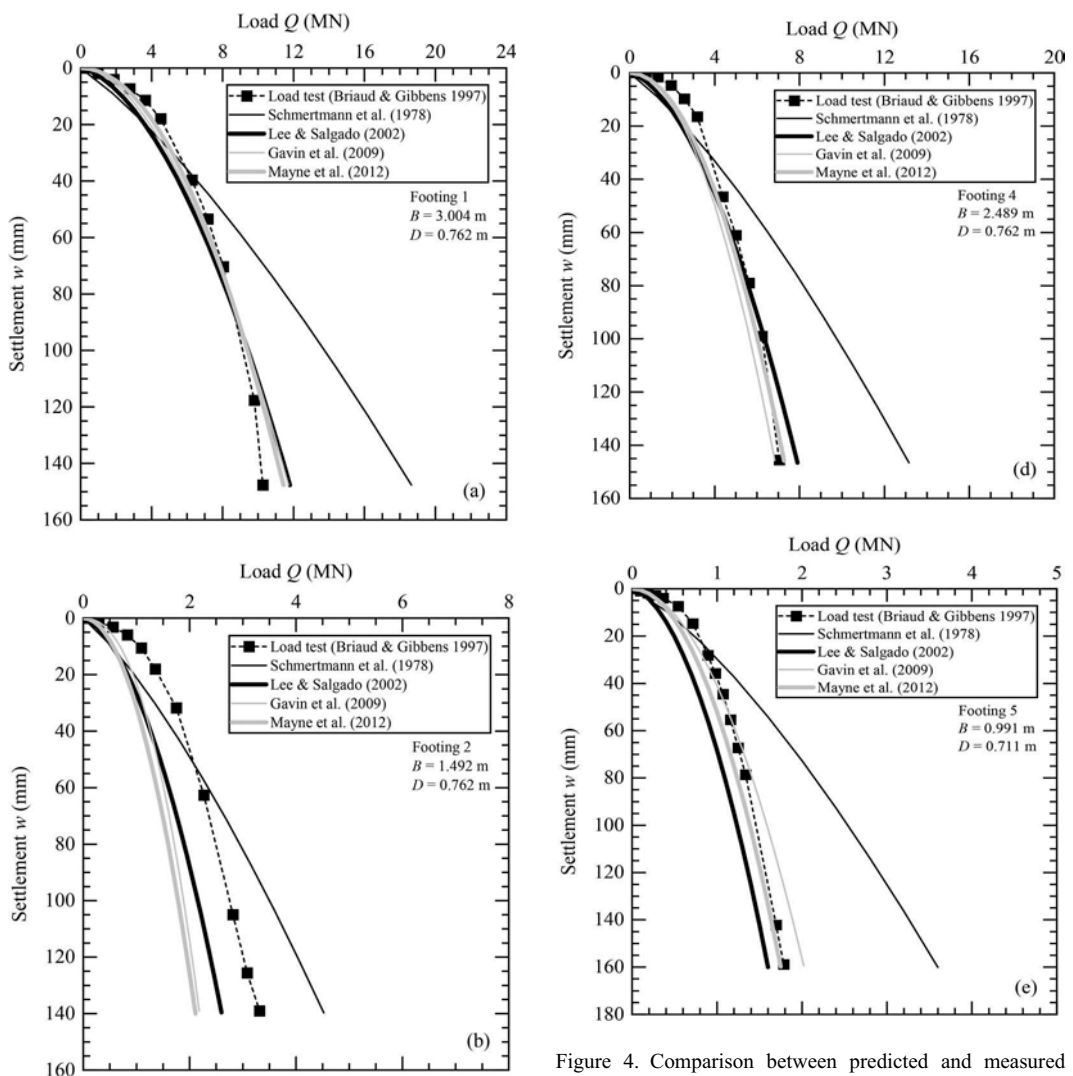 Load Q (MN)
0 4 8 12 16 20 24
0
20
40
60
80
100
120
140
160
Settlement w (mm)
Load test (Briaud & Gibbens 1997)
Schmertmann et al. (1978)
Lee & Salgado (2002)
Gavin et al. (2009)
Mayne et al. (2012)
Footing 1
B = 3.004 m
D = 0.762 m
(a)
Load Q (MN)
0 2 4 6 8
0
20
40
60
80
100
120
140
160
Settlement w (mm)
Load test (Briaud & Gibbens 1997)
Schmertmann et al. (1978)
Lee & Salgado (2002)
Gavin et al. (2009)
Mayne et al. (2012)
Footing 2
B = 1.492 m
D = 0.762 m
(b)
Load Q (MN)
0 4 8 12 16 20
0
20
40
60
80
100
120
140
160
Settlement w (mm)
Load test (Briaud & Gibbens 1997)
Schmertmann et al. (1978)
Lee & Salgado (2002)
Gavin et al. (2009)
Mayne et al. (2012)
Footing 4
B = 2.489 m
D = 0.762 m
(d)
Load Q (MN)
0 1 2 3 4 5
0
20
40
60
80
100
120
140
160
180
Settlement w (mm)
Load test (Briaud & Gibbens 1997)
Schmertmann et al. (1978)
Lee & Salgado (2002)
Gavin et al. (2009)
Mayne et al. (2012)
Footing 5
B = 0.991 m
D = 0.711 m
(e)
Figure 4. Comparison between predicted and measured